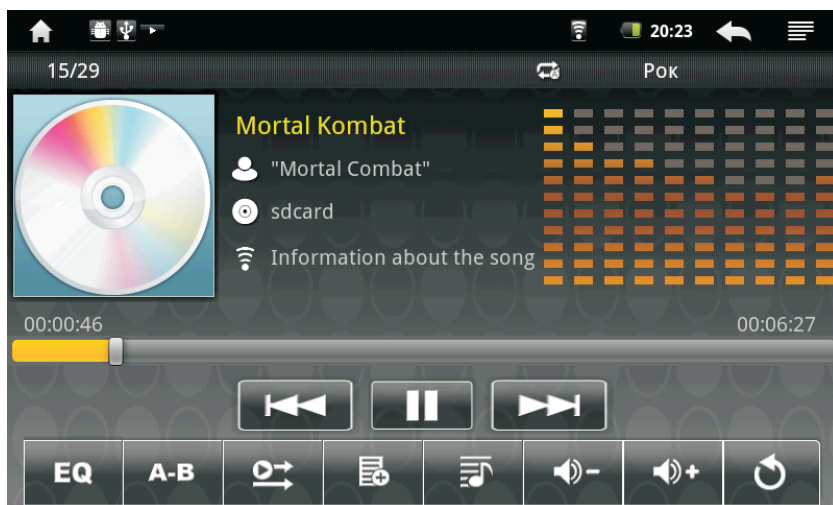 20:23
15/29 Рок
Mortal Kombat
"Mortal Combat"
sdcard
Information about the song
00:00:46 00:06:27
EQ A-B